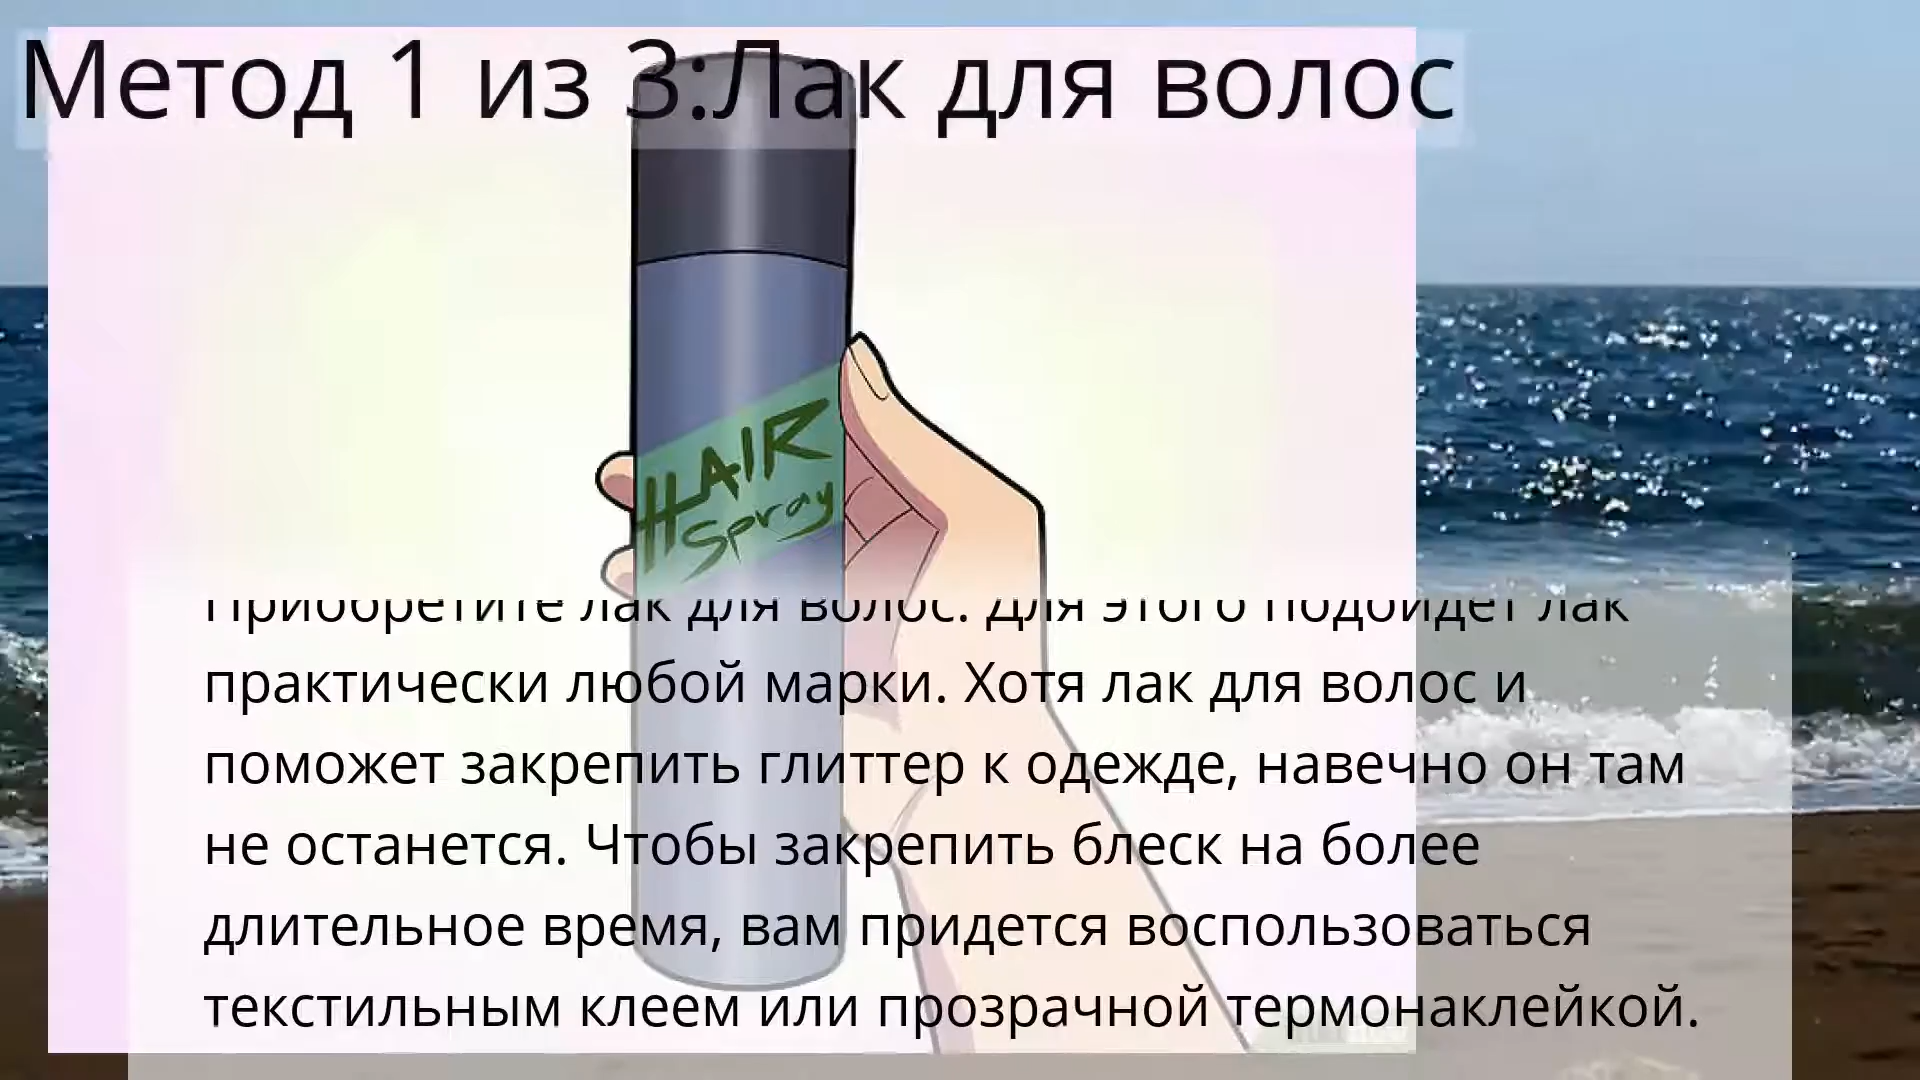 Метод 1 из 3:Лак для волос
HAIR
Spray
Приобретите лак для волос. Для этого подойдет лак
практически любой марки. Хотя лак для волос и
поможет закрепить глиттер к одежде, навечно он там
не останется. Чтобы закрепить блеск на более
длительное время, вам придется воспользоваться
текстильным клеем или прозрачной термонаклейкой.